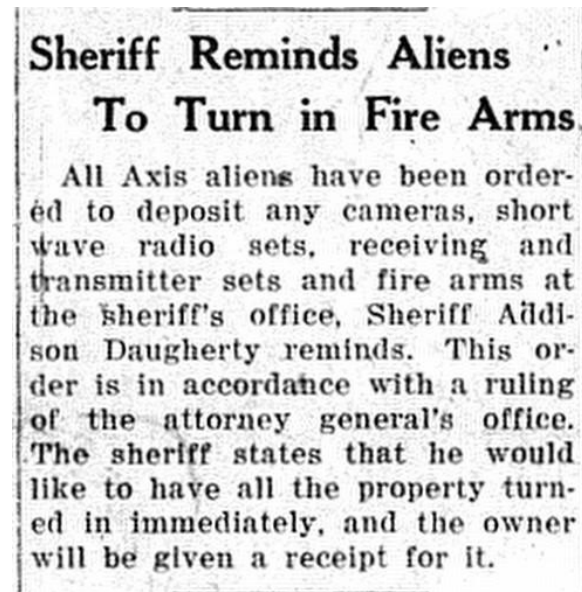 Sheriff Reminds Aliens
To Turn in Fire Arms
All Axis aliens have been order-
ed to deposit any cameras, short
wave radio sets, receiving and
transmitter sets and fire arms at
the sheriff's office, Sheriff Addi-
son Daugherty reminds. This or-
der is in accordance with a ruling
of the attorney general's office.
The sheriff states that he would
like to have all the property turn-
ed in immediately, and the owner
will be given a receipt for it.